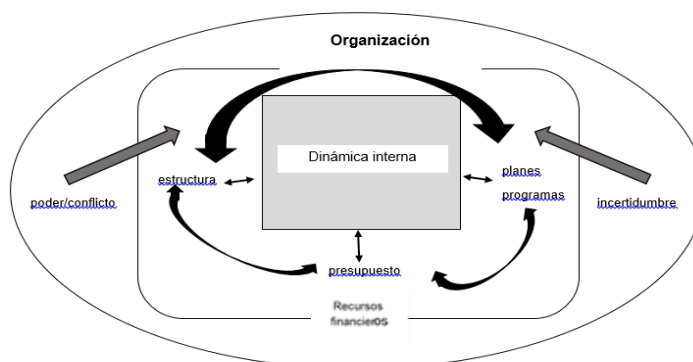 Organización
Dinámica interna
estructura
planes
programas
poder/conflicto
incertidumbre
presupuesto
Recursos
financieros